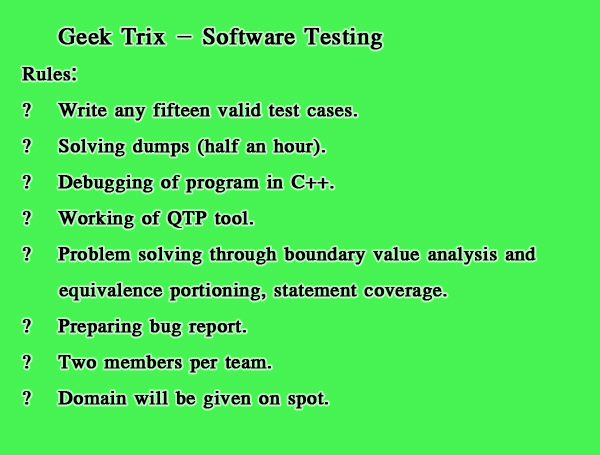 Geek Trix – Software Testing
Rules:
? Write any fifteen valid test cases.
? Solving dumps (half an hour).
? Debugging of program in C++.
? Working of QTP tool.
? Problem solving through boundary value analysis and
equivalence portioning, statement coverage.
? Preparing bug report.
? Two members per team.
? Domain will be given on spot.